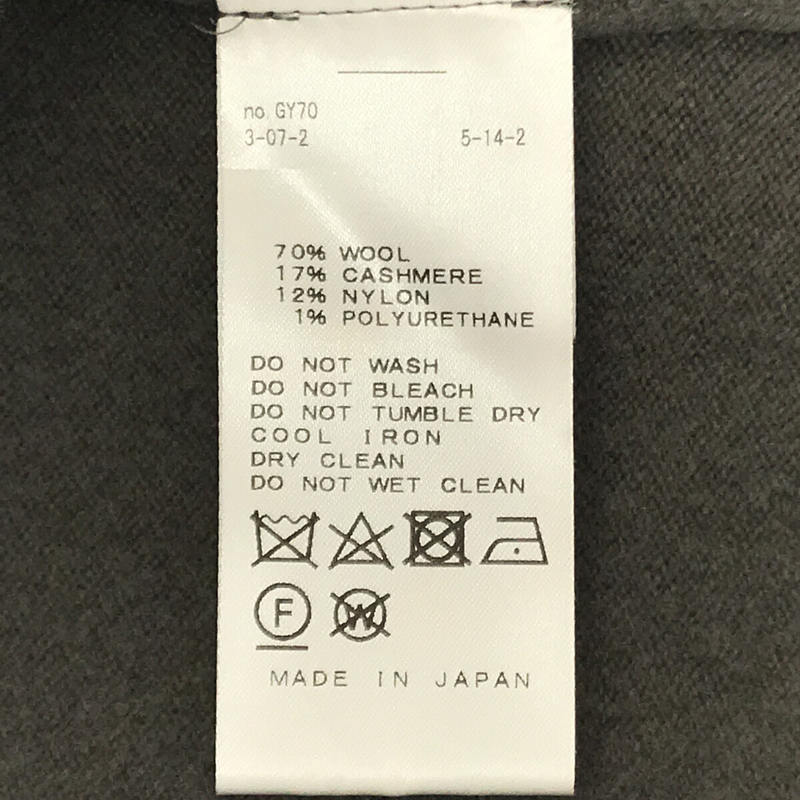 no.GY70
3-07-2 5-14-2
70% WOOL
17% CASHMERE
12% NYLON
1% POLYURETHANE
DO NOT WASH
DO NOT BLEACH
DO NOT TUMBLE DRY
COOL IRON
DRY CLEAN
DO NOT WET CLEAN
F W
MADE IN JAPAN